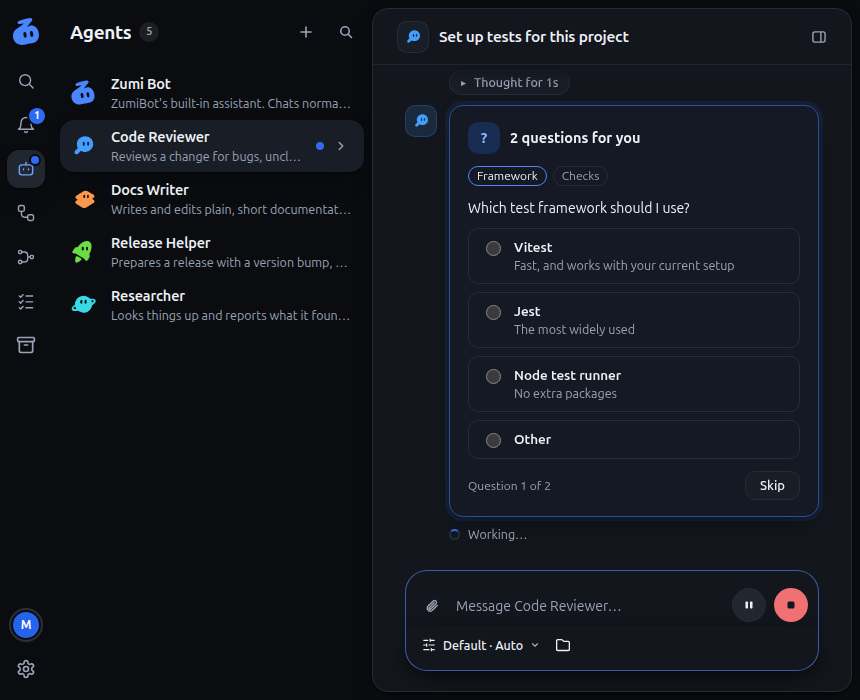 Agents 5
1
Zumi Bot
ZumiBot's built-in assistant. Chats norma…
Code Reviewer
Reviews a change for bugs, uncl…
Docs Writer
Writes and edits plain, short documentat…
Release Helper
Prepares a release with a version bump, …
Researcher
Looks things up and reports what it foun…
M
Set up tests for this project
Thought for 1s
? 2 questions for you
Framework Checks
Which test framework should I use?
Vitest
Fast, and works with your current setup
Jest
The most widely used
Node test runner
No extra packages
Other
Question 1 of 2 Skip
Working…
Message Code Reviewer…
Default · Auto